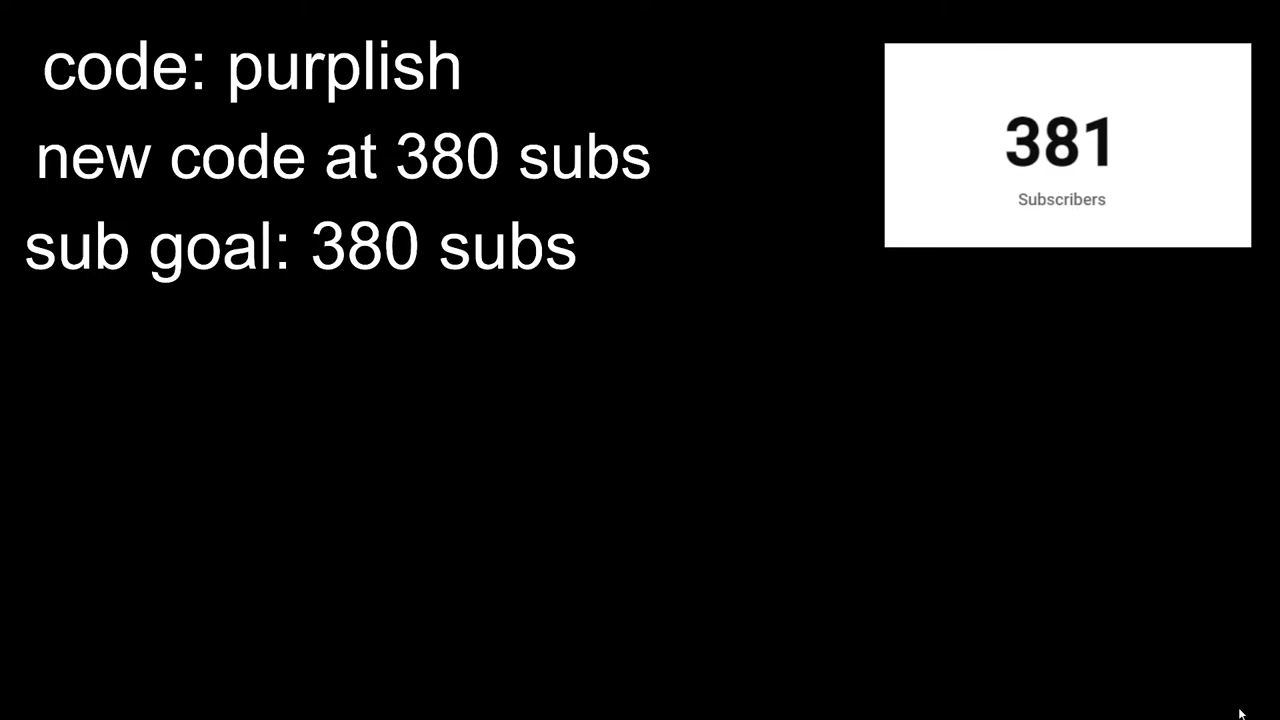 code: purplish
new code at 380 subs
sub goal: 380 subs
381
Subscribers